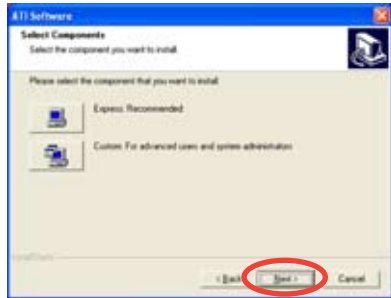 ATI Software
Select Components
Select the component you want to install.
Please select the component that you want to install.
Express: Recommended
Custom: For advanced users and system administrators
< Back
Next >
Cancel